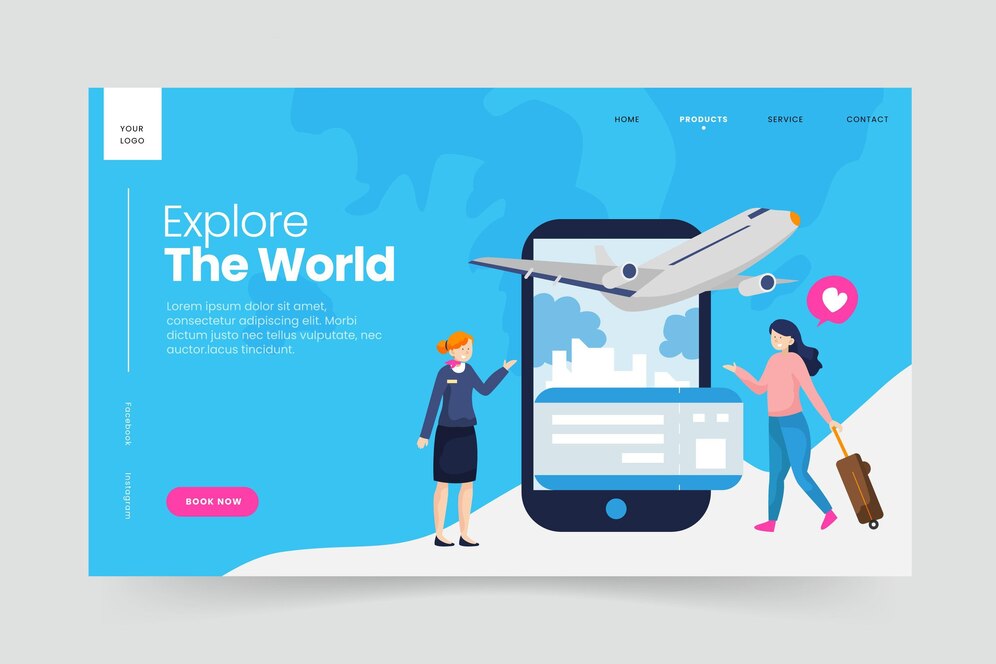 YOUR
LOGO
HOME
PRODUCTS
SERVICE
CONTACT
Explore
The World
Lorem ipsum dolor sit amet,
consectetur adipiscing elit. Morbi
dictum justo nec tellus vulputate, nec
auctor.lacus tincidunt.
Facebook
Instagram
BOOK NOW